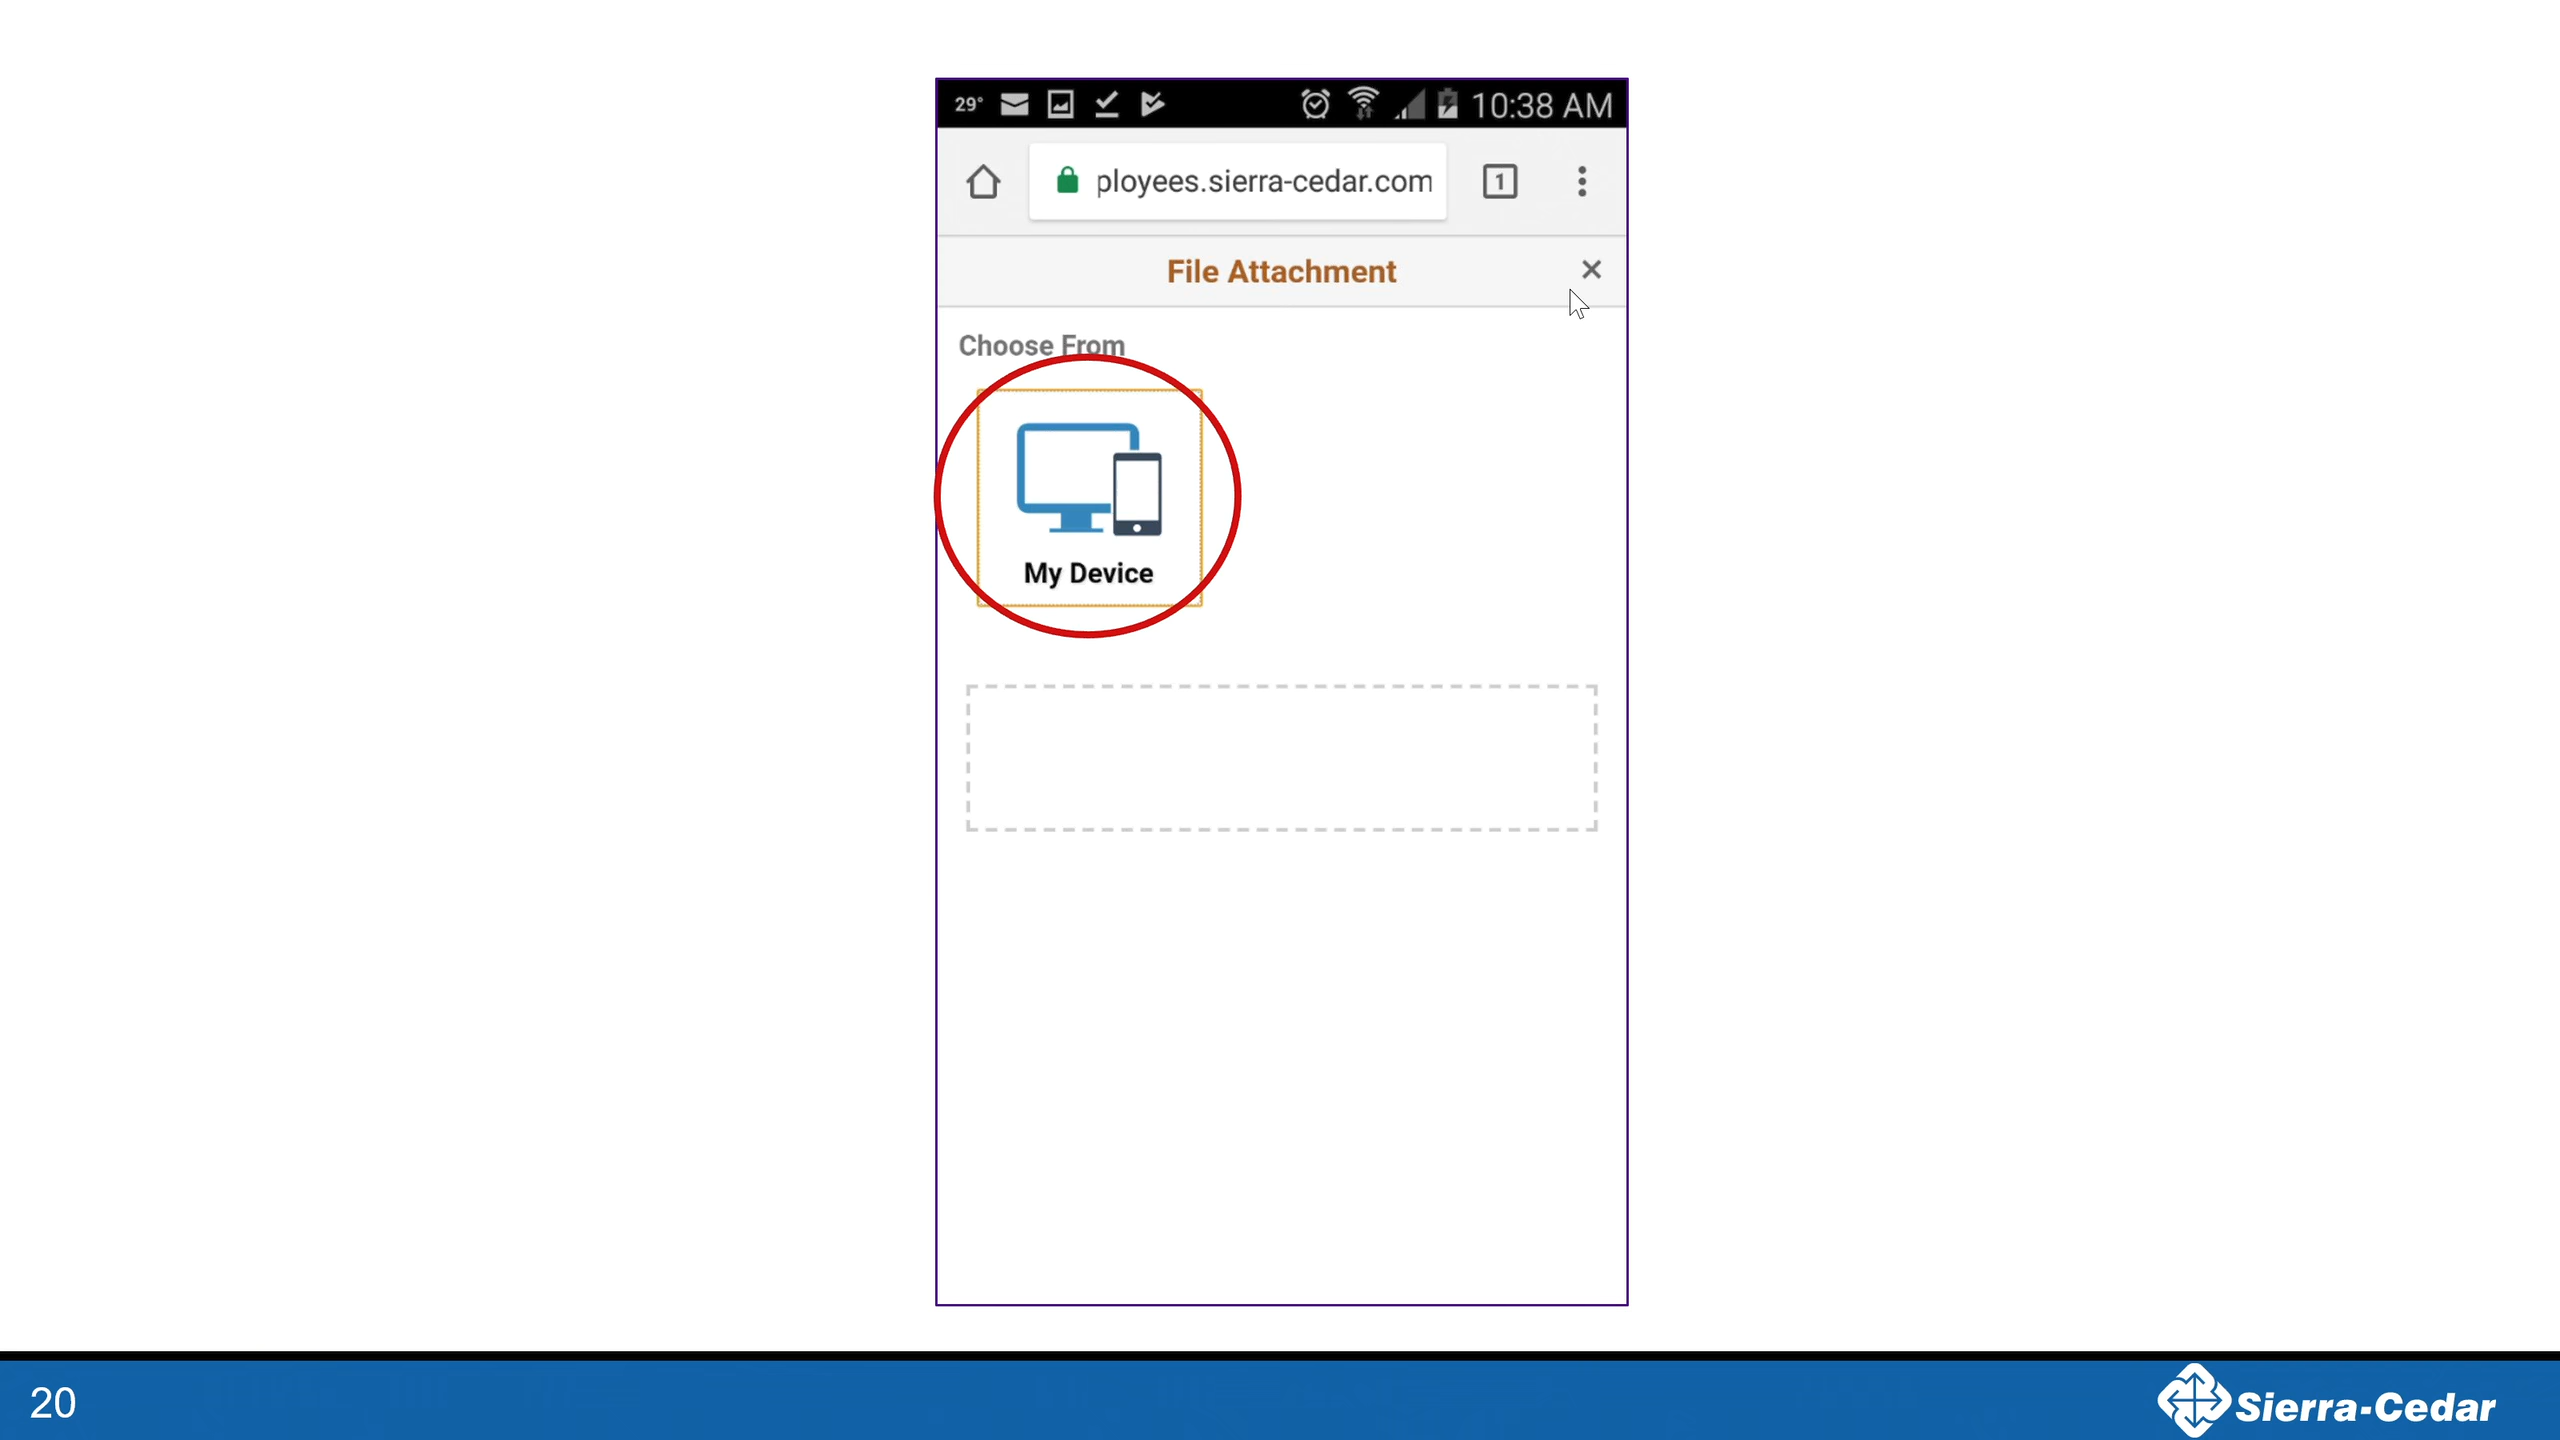 29° 10:38 AM
ployees.sierra-cedar.com 1
File Attachment
Choose From
My Device
20 Sierra-Cedar